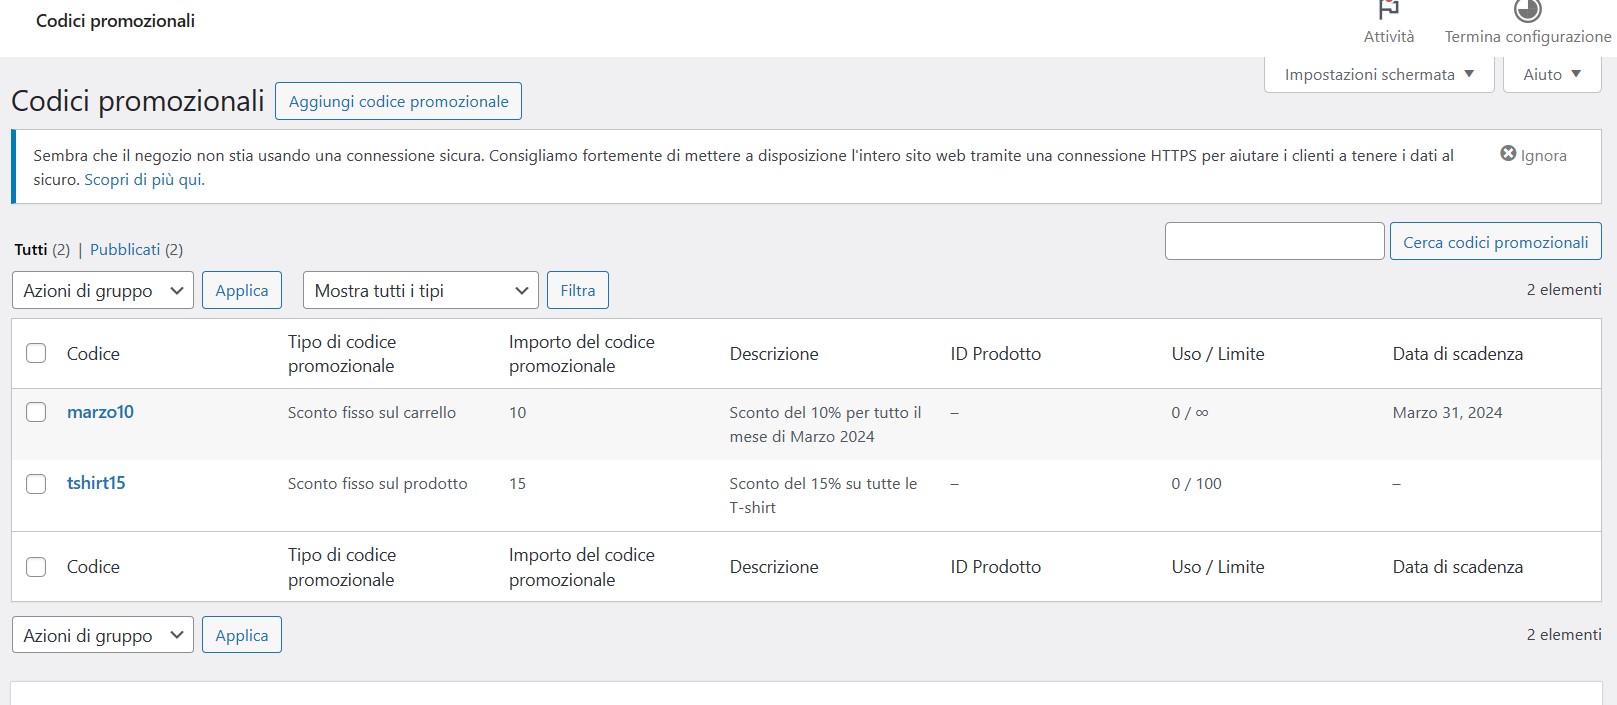 Codici promozionali
Attività
Termina configurazione
Impostazioni schermata
Aiuto
Codici promozionali
Aggiungi codice promozionale
Sembra che il negozio non stia usando una connessione sicura. Consigliamo fortemente di mettere a disposizione l'intero sito web tramite una connessione HTTPS per aiutare i clienti a tenere i dati al
sicuro. Scopri di più qui.
Ignora
Tutti (2) | Pubblicati (2)
Cerca codici promozionali
Azioni di gruppo
Applica
Mostra tutti i tipi
Filtra
2 elementi
Codice
Tipo di codice
promozionale
Importo del codice
promozionale
Descrizione
ID Prodotto
Uso / Limite
Data di scadenza
marzo10
Sconto fisso sul carrello
10
Sconto del 10% per tutto il
mese di Marzo 2024
–
0 / ∞
Marzo 31, 2024
tshirt15
Sconto fisso sul prodotto
15
Sconto del 15% su tutte le
T-shirt
–
0 / 100
–
Codice
Tipo di codice
promozionale
Importo del codice
promozionale
Descrizione
ID Prodotto
Uso / Limite
Data di scadenza
Azioni di gruppo
Applica
2 elementi